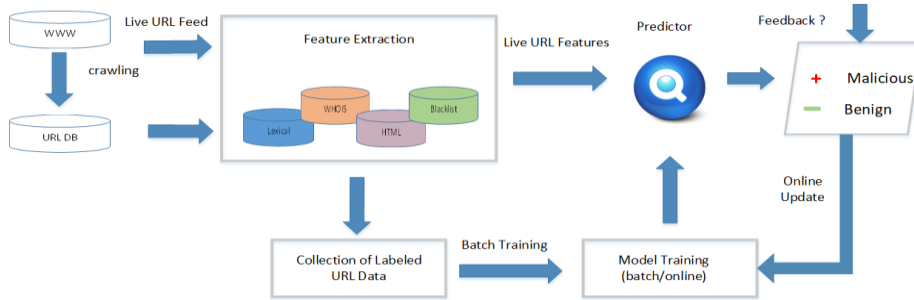 WWW
Live URL Feed
crawling
URL DB
Feature Extraction
Lexical
WHOIS
HTML
Blacklist
Live URL Features
Predictor
Feedback ?
+ Malicious
Benign
Online
Update
Collection of Labeled
URL Data
Batch Training
Model Training
(batch/online)